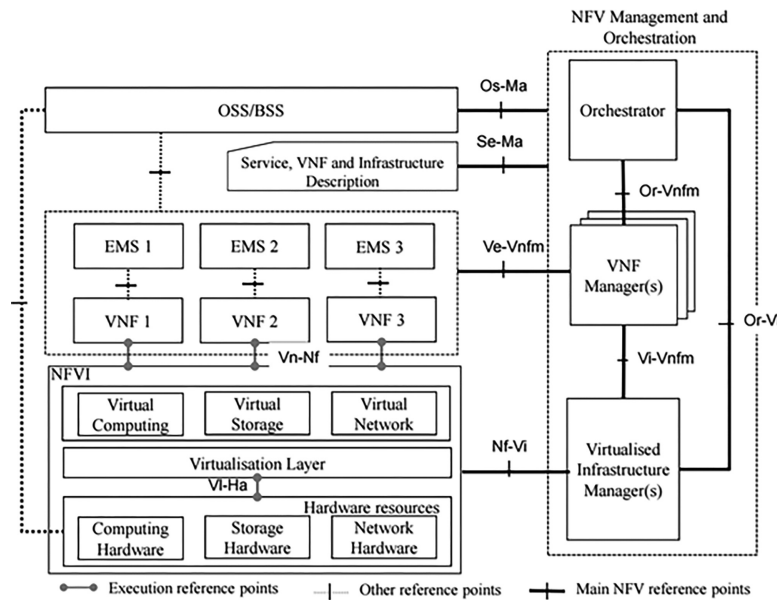 NFV Management and
Orchestration
Os-Ma
OSS/BSS
Orchestrator
Se-Ma
Service, VNF and Infrastructure
Description
Or-Vnfm
EMS 1
EMS 2
EMS 3
Ve-Vnfm
VNF
Manager(s)
VNF 1
VNF 2
VNF 3
Or-V
Vn-Nf
Vi-Vnfm
NFVI
Virtual
Computing
Virtual
Storage
Virtual
Network
Nf-Vi
Virtualised
Infrastructure
Manager(s)
Virtualisation Layer
Vl-Ha
Hardware resources
Computing
Hardware
Storage
Hardware
Network
Hardware
Execution reference points
Other reference points
Main NFV reference points